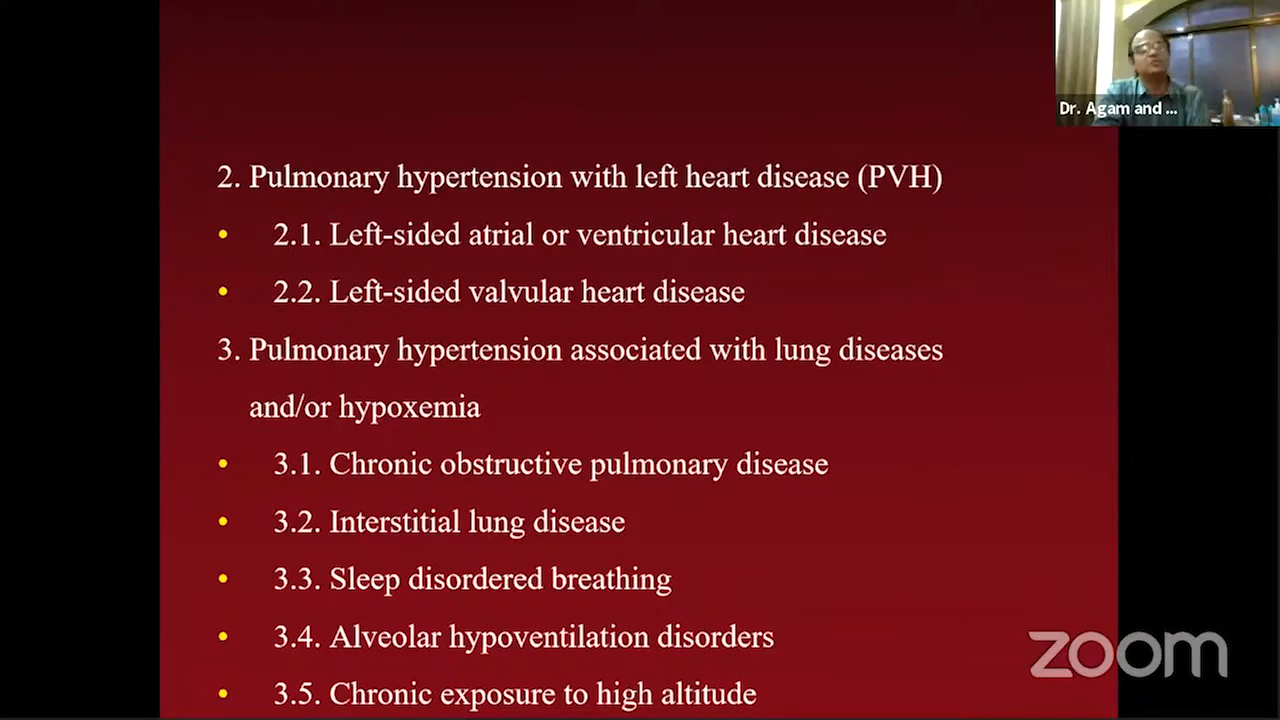 Dr. Agam and ...
2. Pulmonary hypertension with left heart disease (PVH)
• 2.1. Left-sided atrial or ventricular heart disease
• 2.2. Left-sided valvular heart disease
3. Pulmonary hypertension associated with lung diseases
and/or hypoxemia
• 3.1. Chronic obstructive pulmonary disease
• 3.2. Interstitial lung disease
• 3.3. Sleep disordered breathing
• 3.4. Alveolar hypoventilation disorders
• 3.5. Chronic exposure to high altitude
zoom